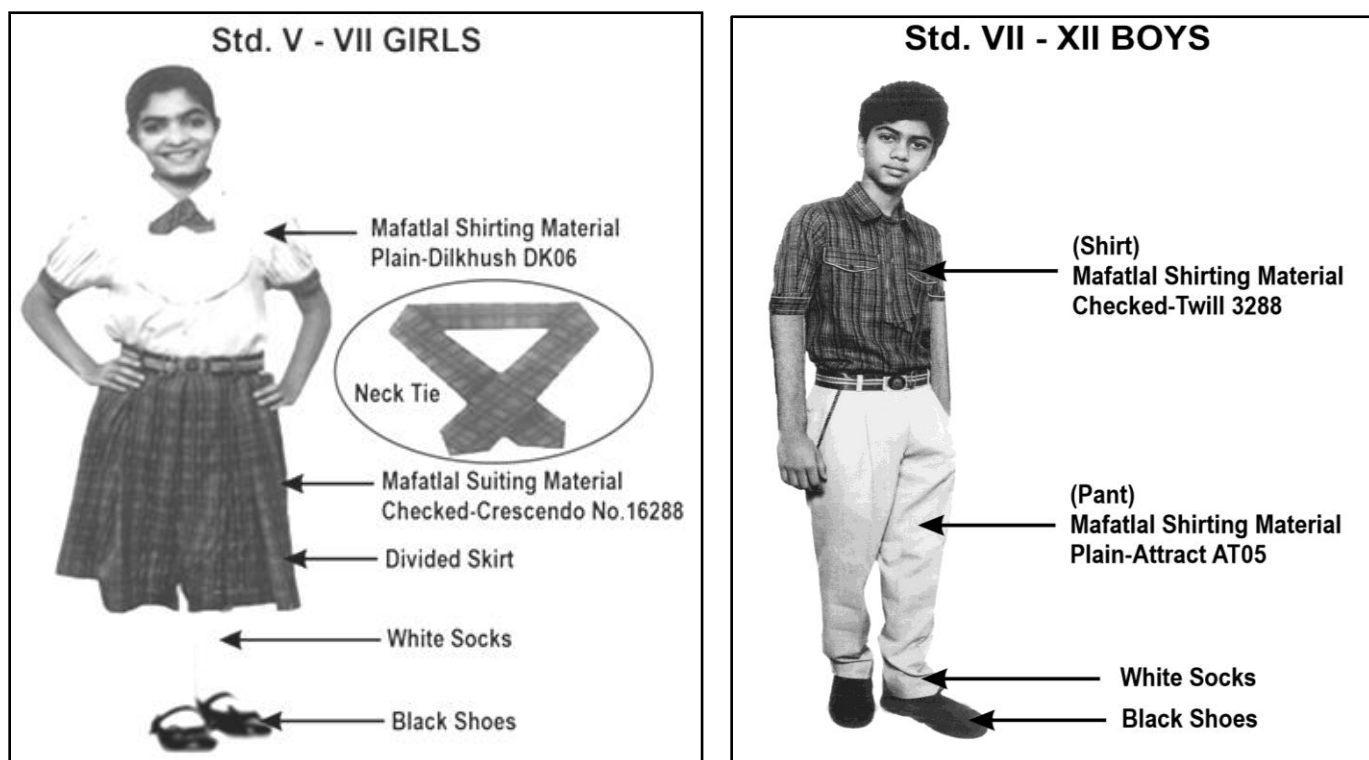 Std. V - VII GIRLS
Mafatlal Shirting Material
Plain-Dilkhush DK06
Neck Tie
Mafatlal Suiting Material
Checked-Crescendo No.16288
Divided Skirt
White Socks
Black Shoes
Std. VII - XII BOYS
(Shirt)
Mafatlal Shirting Material
Checked-Twill 3288
(Pant)
Mafatlal Shirting Material
Plain-Attract AT05
White Socks
Black Shoes